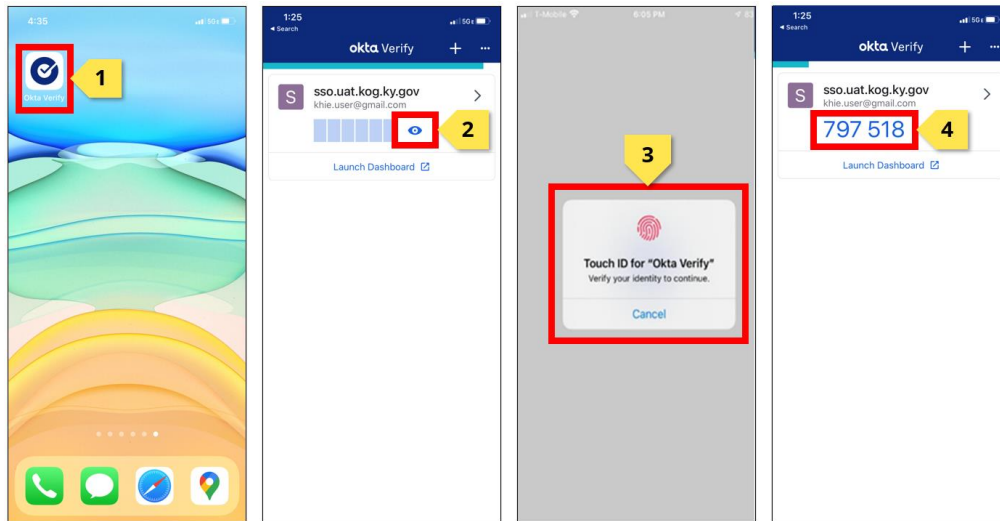 4:35
5G E
Okta Verify
1
1:25
5G E
Search
okta Verify
S
sso.uat.kog.ky.gov
khie.user@gmail.com
2
Launch Dashboard
T-Mobile
6:05 PM
3
Touch ID for “Okta Verify”
Verify your identity to continue.
Cancel
1:25
5G E
Search
okta Verify
S
sso.uat.kog.ky.gov
khie.user@gmail.com
797 518
4
Launch Dashboard